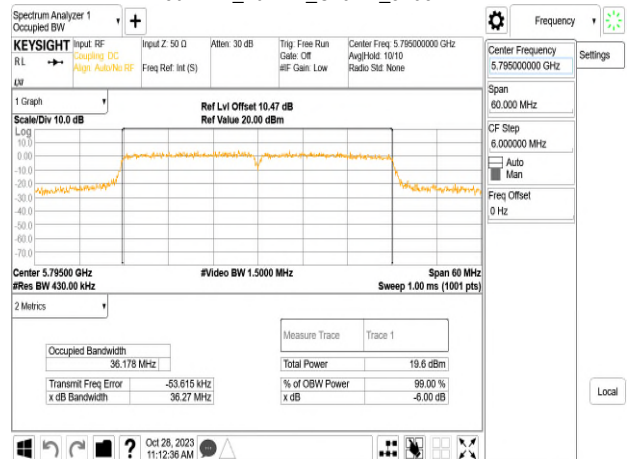 Spectrum Analyzer 1
Occupied BW
Frequency
KEYSIGHT
Input: RF
Coupling: DC
Align: Auto/No RF
Input Z: 50 Ω
Freq Ref: Int (S)
Atten: 30 dB
Trig: Free Run
Gate: Off
#IF Gain: Low
Center Freq: 5.795000000 GHz
Avg|Hold: 10/10
Radio Std: None
RL
Center Frequency
5.795000000 GHz
Settings
Span
60.000 MHz
CF Step
6.000000 MHz
Auto
Man
Freq Offset
0 Hz
1 Graph
Scale/Div 10.0 dB
Ref Lvl Offset 10.47 dB
Ref Value 20.00 dBm
Log
10.0
0.00
-10.0
-20.0
-30.0
-40.0
-50.0
-60.0
-70.0
Center 5.79500 GHz
#Video BW 1.5000 MHz
Span 60 MHz
#Res BW 430.00 kHz
Sweep 1.00 ms (1001 pts)
2 Metrics
Measure Trace
Trace 1
Occupied Bandwidth
36.178 MHz
Total Power
19.6 dBm
Transmit Freq Error
-53.615 kHz
% of OBW Power
99.00 %
x dB Bandwidth
36.27 MHz
x dB
-6.00 dB
Local
?
Oct 28, 2023
11:12:36 AM